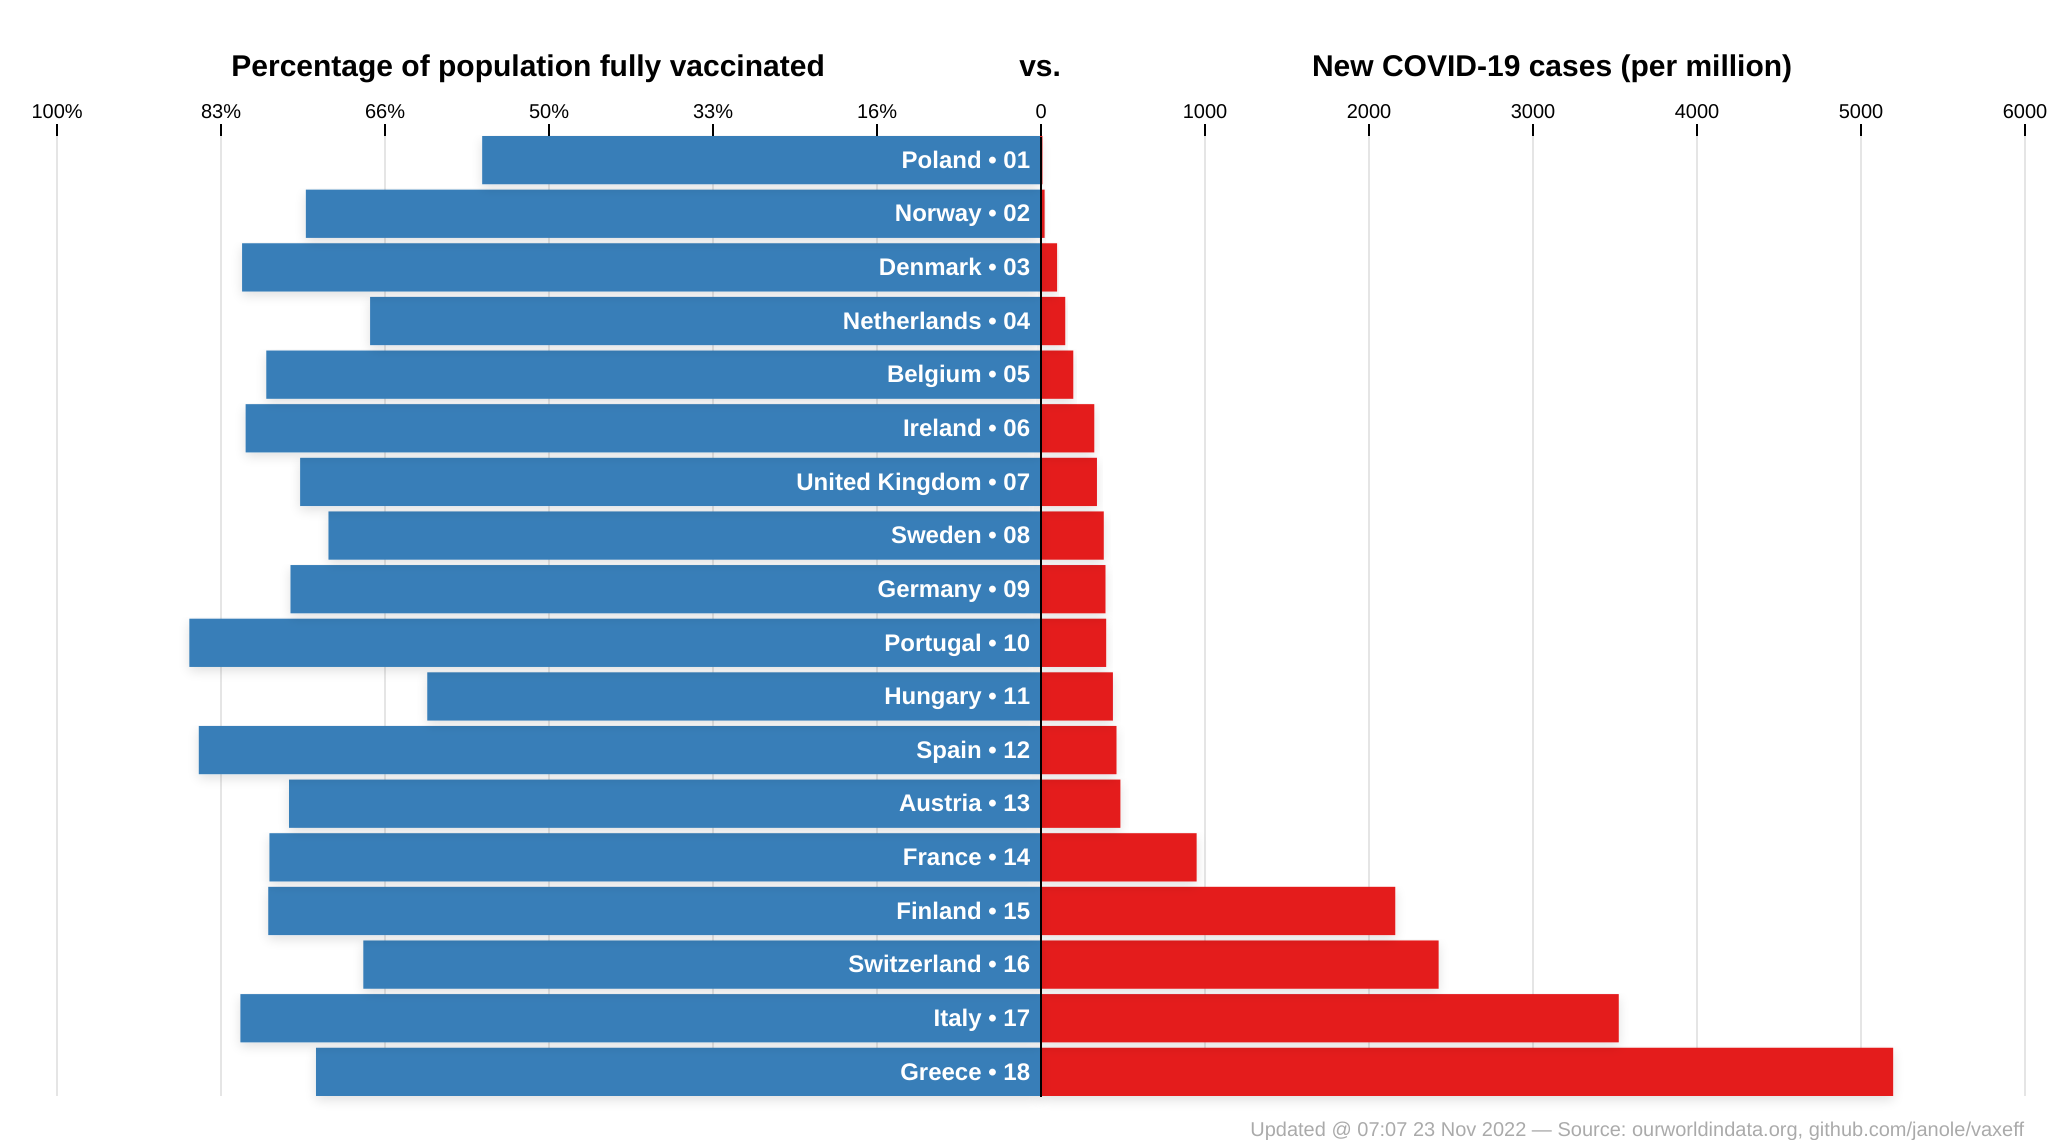 Percentage of population fully vaccinated vs. New COVID-19 cases (per million)
100% 83% 66% 50% 33% 16% 0 1000 2000 3000 4000 5000 6000
Poland • 01
Norway • 02
Denmark • 03
Netherlands • 04
Belgium • 05
Ireland • 06
United Kingdom • 07
Sweden • 08
Germany • 09
Portugal • 10
Hungary • 11
Spain • 12
Austria • 13
France • 14
Finland • 15
Switzerland • 16
Italy • 17
Greece • 18
Updated @ 07:07 23 Nov 2022 — Source: ourworldindata.org, github.com/janole/vaxeff